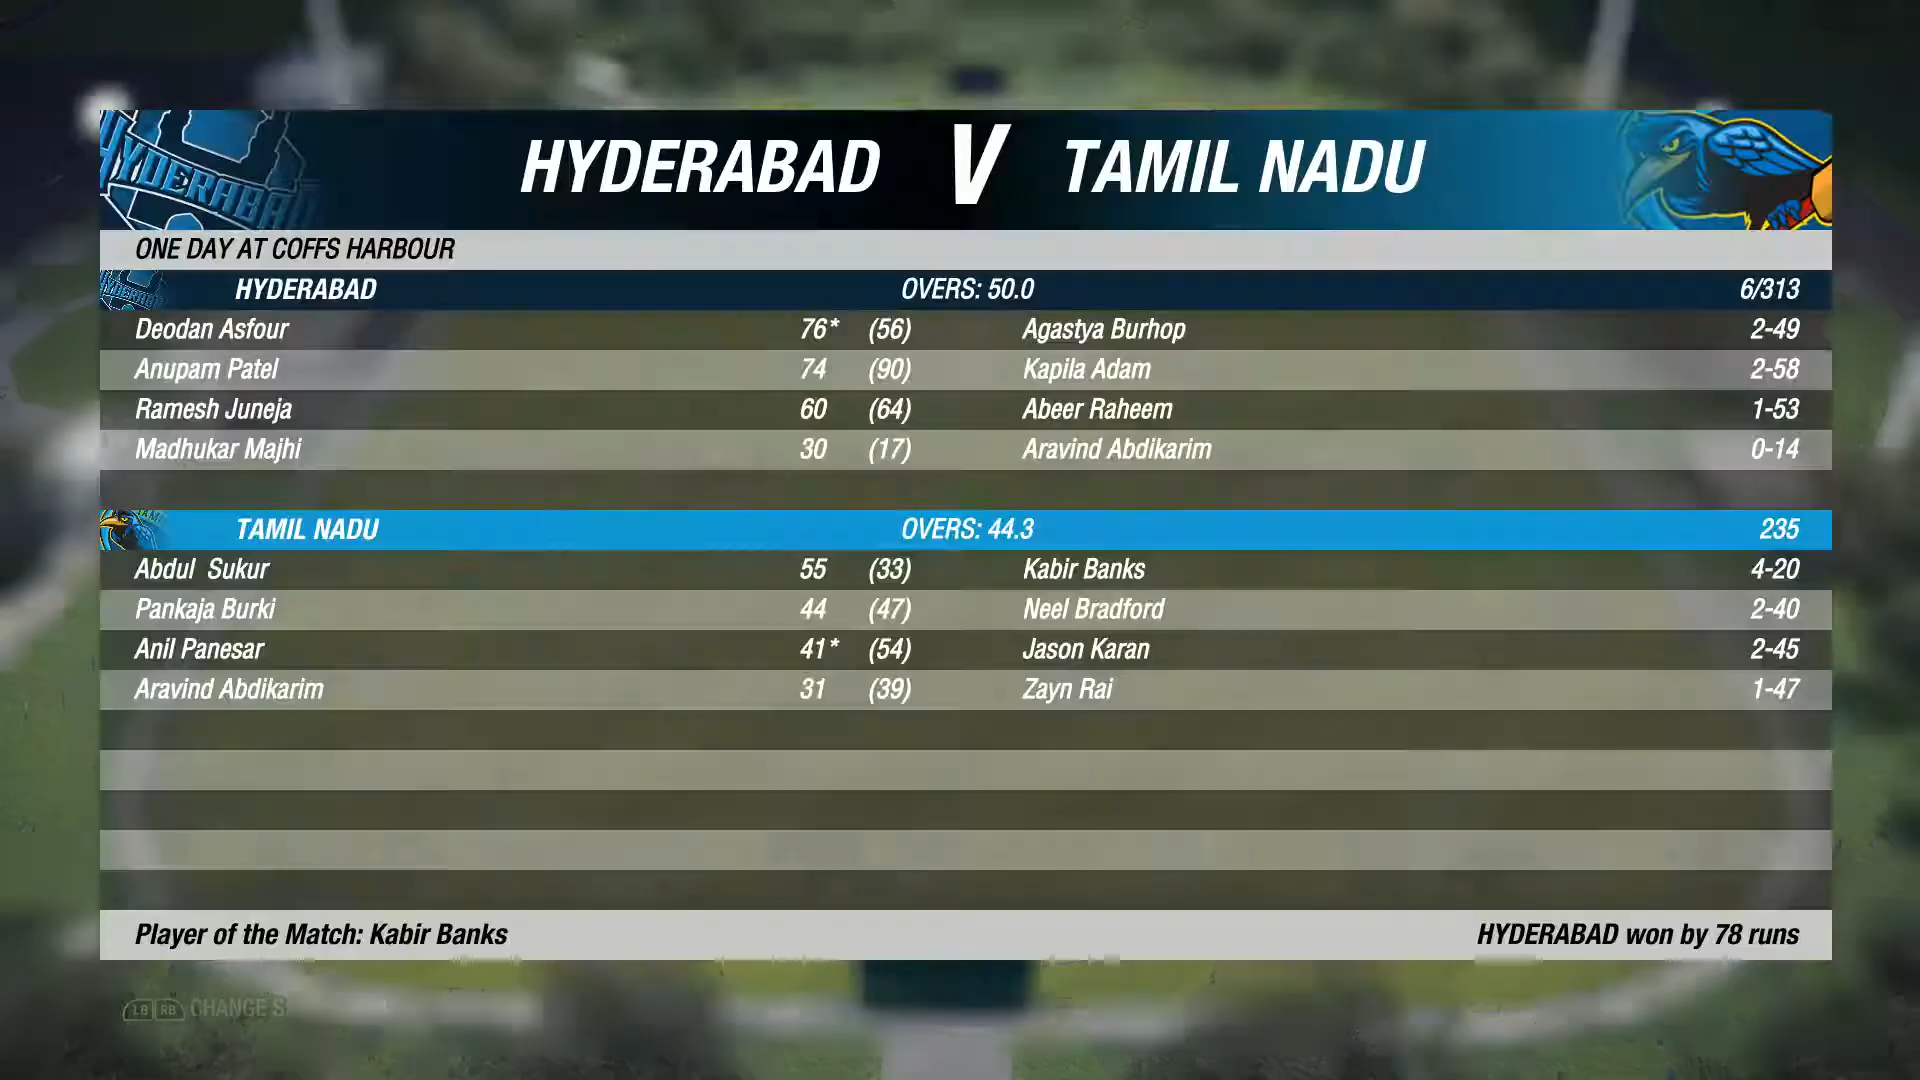 HYDERABAD V TAMIL NADU
ONE DAY AT COFFS HARBOUR
HYDERABAD OVERS: 50.0 6/313
Deodan Asfour 76* (56) Agastya Burhop 2-49
Anupam Patel 74 (90) Kapila Adam 2-58
Ramesh Juneja 60 (64) Abeer Raheem 1-53
Madhukar Majhi 30 (17) Aravind Abdikarim 0-14
TAMIL NADU OVERS: 44.3 235
Abdul Sukur 55 (33) Kabir Banks 4-20
Pankaja Burki 44 (47) Neel Bradford 2-40
Anil Panesar 41* (54) Jason Karan 2-45
Aravind Abdikarim 31 (39) Zayn Rai 1-47
Player of the Match: Kabir Banks HYDERABAD won by 78 runs
LB RB CHANGE S